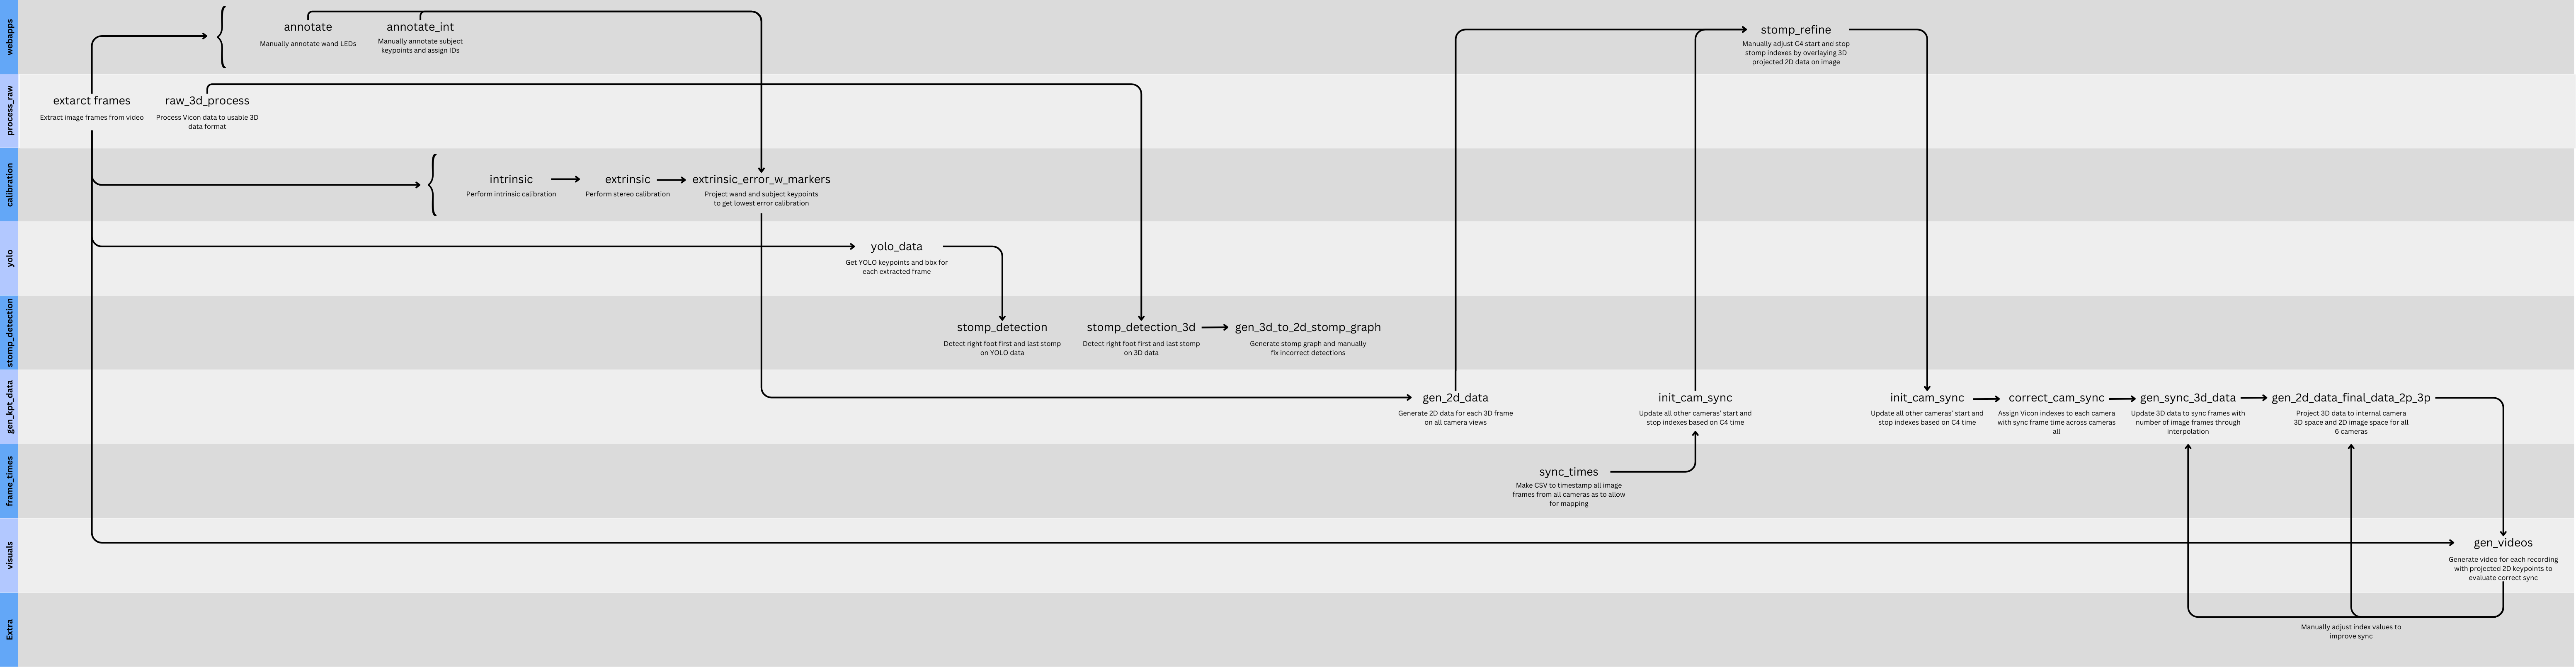 webapps
annotate
Manually annotate wand LEDs
annotate_int
Manually annotate subject
keypoints and assign IDs
stomp_refine
Manually adjust C4 start and stop
stomp indexes by overlaying 3D
projected 2D data on image
process_raw
extarct frames
Extract image frames from video
raw_3d_process
Process Vicon data to usable 3D
data format
calibration
intrinsic
Perform intrinsic calibration
extrinsic
Perform stereo calibration
extrinsic_error_w_markers
Project wand and subject keypoints
to get lowest error calibration
yolo
yolo_data
Get YOLO keypoints and bbx for
each extracted frame
stomp_detection
stomp_detection
Detect right foot first and last stomp
on YOLO data
stomp_detection_3d
Detect right foot first and last stomp
on 3D data
gen_3d_to_2d_stomp_graph
Generate stomp graph and manually
fix incorrect detections
gen_kpt_data
gen_2d_data
Generate 2D data for each 3D frame
on all camera views
init_cam_sync
Update all other cameras' start and
stop indexes based on C4 time
init_cam_sync
Update all other cameras' start and
stop indexes based on C4 time
correct_cam_sync
Assign Vicon indexes to each camera
with sync frame time across cameras
all
gen_sync_3d_data
Update 3D data to sync frames with
number of image frames through
interpolation
gen_2d_data_final_data_2p_3p
Project 3D data to internal camera
3D space and 2D image space for all
6 cameras
frame_times
sync_times
Make CSV to timestamp all image
frames from all cameras as to allow
for mapping
visuals
gen_videos
Generate video for each recording
with projected 2D keypoints to
evaluate correct sync
Extra
Manually adjust index values to
improve sync